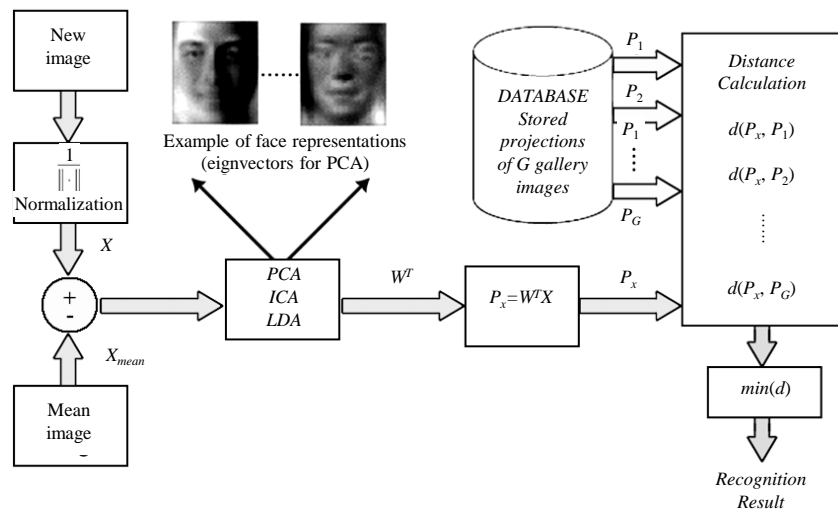 New
image
1
‖ · ‖
Normalization
X
+
-
X_mean
Mean
image
Example of face representations
(eignvectors for PCA)
PCA
ICA
LDA
W^T
P_x=W^TX
P_x
DATABASE
Stored
projections
of G gallery
images
P_1
P_2
P_1
⋮
P_G
Distance
Calculation
d(P_x, P_1)
d(P_x, P_2)
⋮
d(P_x, P_G)
min(d)
Recognition
Result